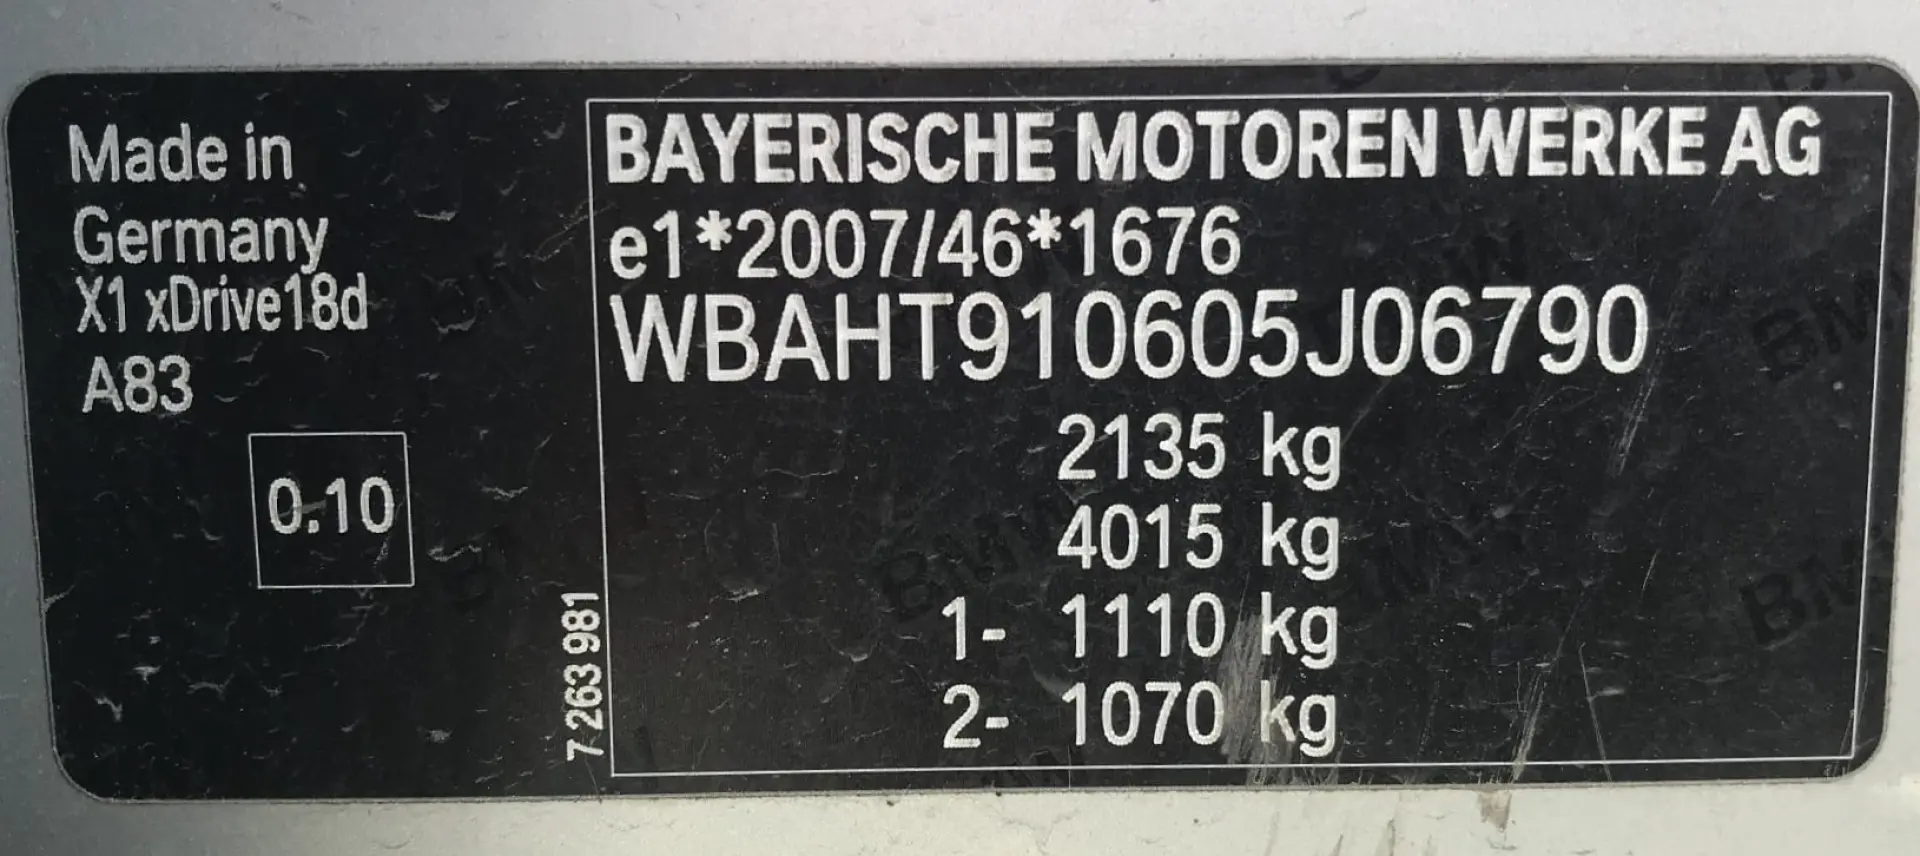 Made in
Germany
X1 xDrive18d
A83
0.10
7 263 981
BAYERISCHE MOTOREN WERKE AG
e1*2007/46*1676
WBAHT910605J06790
2135 kg
4015 kg
1- 1110 kg
2- 1070 kg